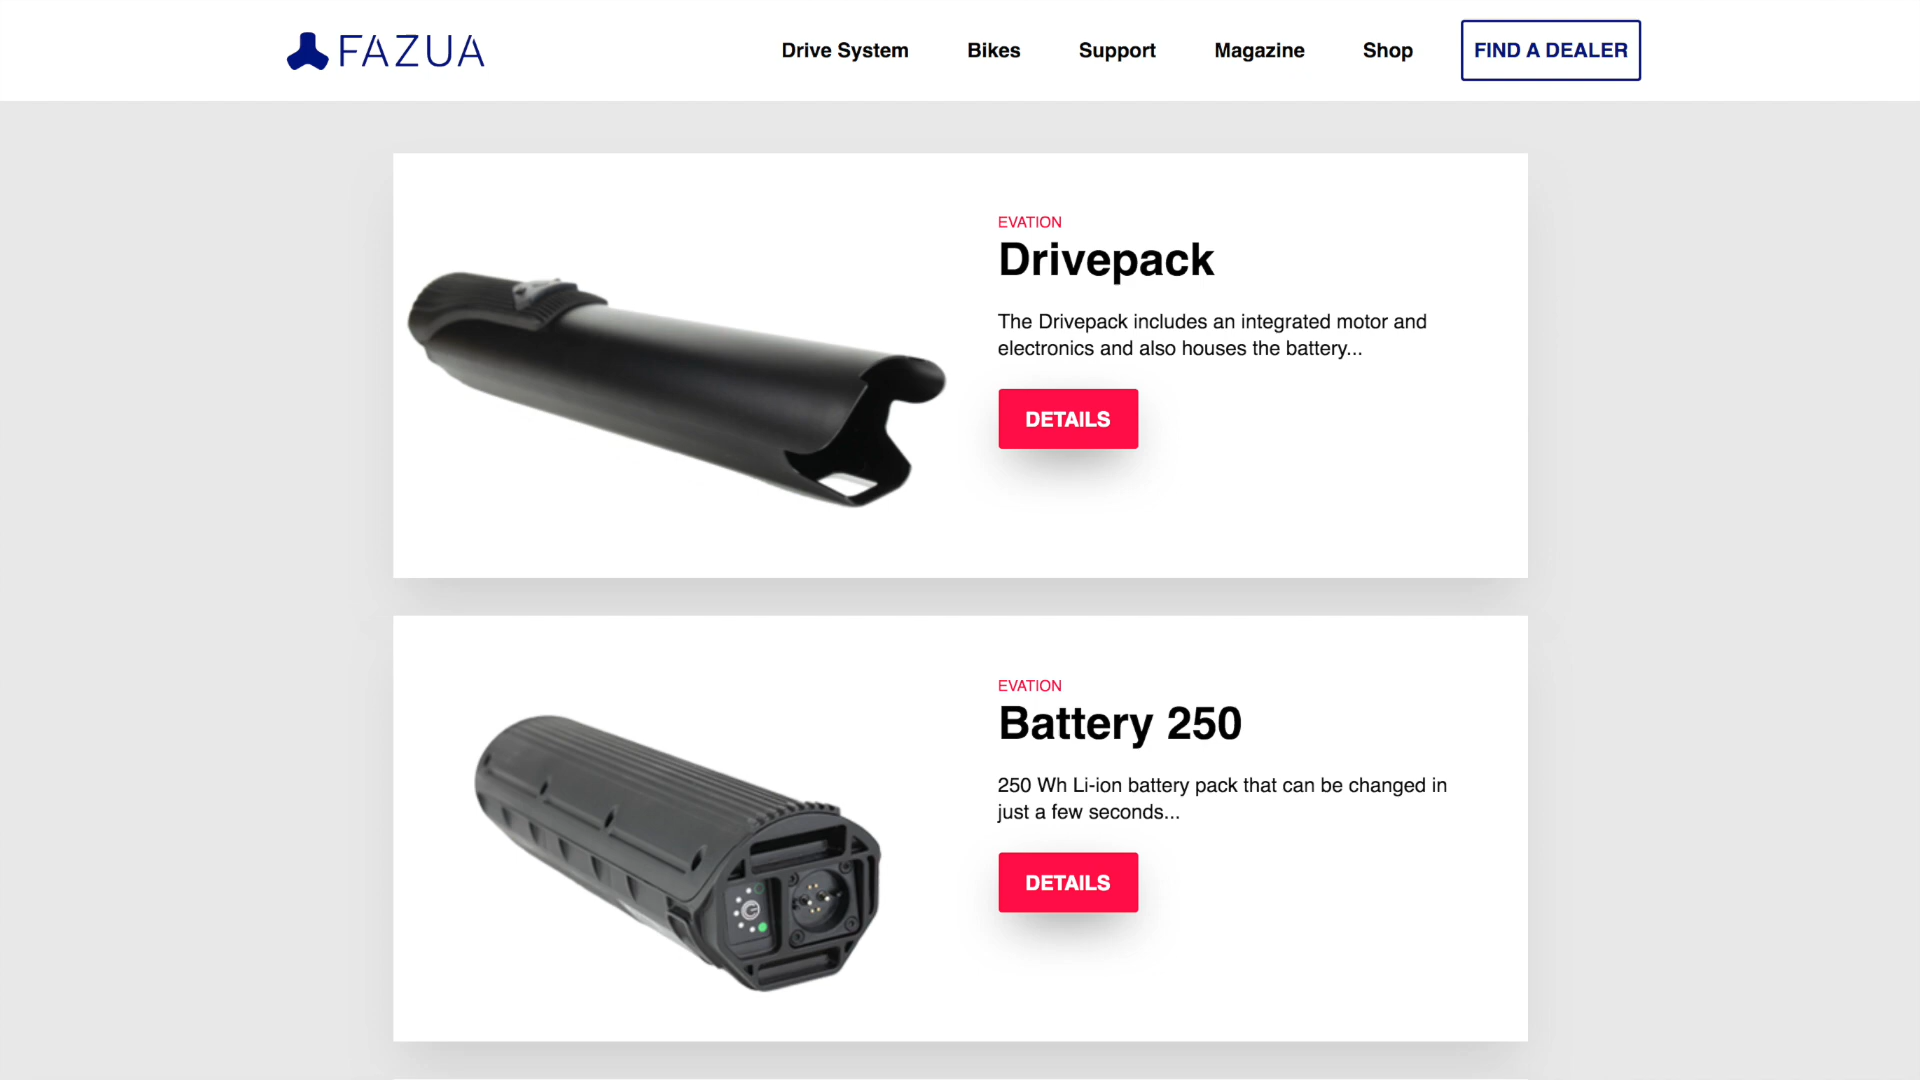 FAZUA
Drive System
Bikes
Support
Magazine
Shop
FIND A DEALER
EVATION
Drivepack
The Drivepack includes an integrated motor and
electronics and also houses the battery...
DETAILS
EVATION
Battery 250
250 Wh Li-ion battery pack that can be changed in
just a few seconds...
DETAILS